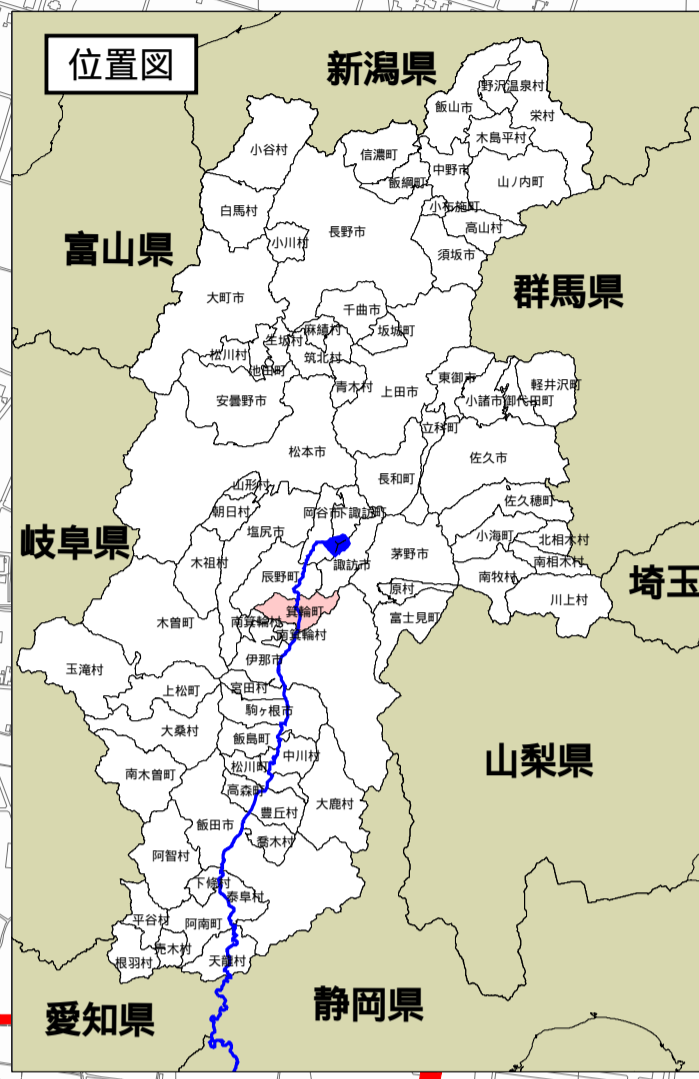 位置図
新潟県
野沢温泉村
飯山市
栄村
木島平村
小谷村
信濃町
中野市
飯綱町
山ノ内町
白馬村
小布施町
高山村
長野市
小川村
富山県
須坂市
群馬県
大町市
千曲市
麻績村
坂城町
生坂村
松川村
筑北村
池田町
青木村
東御市
軽井沢町
上田市
安曇野市
小諸市
御代田町
立科町
松本市
佐久市
長和町
山形村
佐久穂町
朝日村
岡谷市
下諏訪町
塩尻市
小海町
北相木村
岐阜県
茅野市
木祖村
諏訪市
南相木村
辰野町
南牧村
埼玉
原村
川上村
箕輪町
富士見町
木曽町
南箕輪村
南箕輪村
伊那市
玉滝村
宮田村
上松町
駒ヶ根市
大桑村
飯島町
中川村
山梨県
松川町
南木曽町
高森町
大鹿村
豊丘村
飯田市
喬木村
阿智村
下條村
泰阜村
平谷村
阿南町
売木村
根羽村
天龍村
静岡県
愛知県